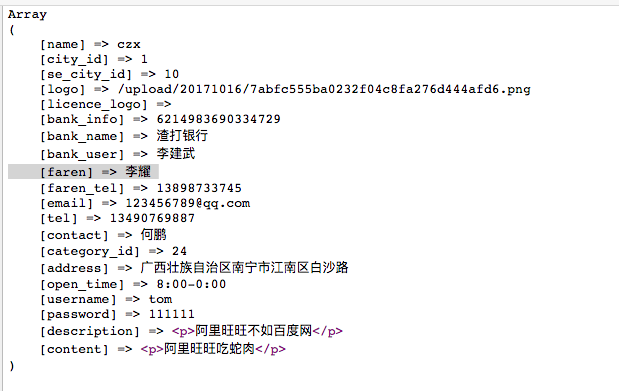 Array
(
[name] => czx
[city_id] => 1
[se_city_id] => 10
[logo] => /upload/20171016/7abfc555ba0232f04c8fa276d444afd6.png
[licence_logo] =>
[bank_info] => 6214983690334729
[bank_name] => 渣打银行
[bank_user] => 李建武
[faren] => 李耀
[faren_tel] => 13898733745
[email] => 123456789@qq.com
[tel] => 13490769887
[contact] => 何鹏
[category_id] => 24
[address] => 广西壮族自治区南宁市江南区白沙路
[open_time] => 8:00-0:00
[username] => tom
[password] => 111111
[description] => <p>阿里旺旺不如百度网</p>
[content] => <p>阿里旺旺吃蛇肉</p>
)